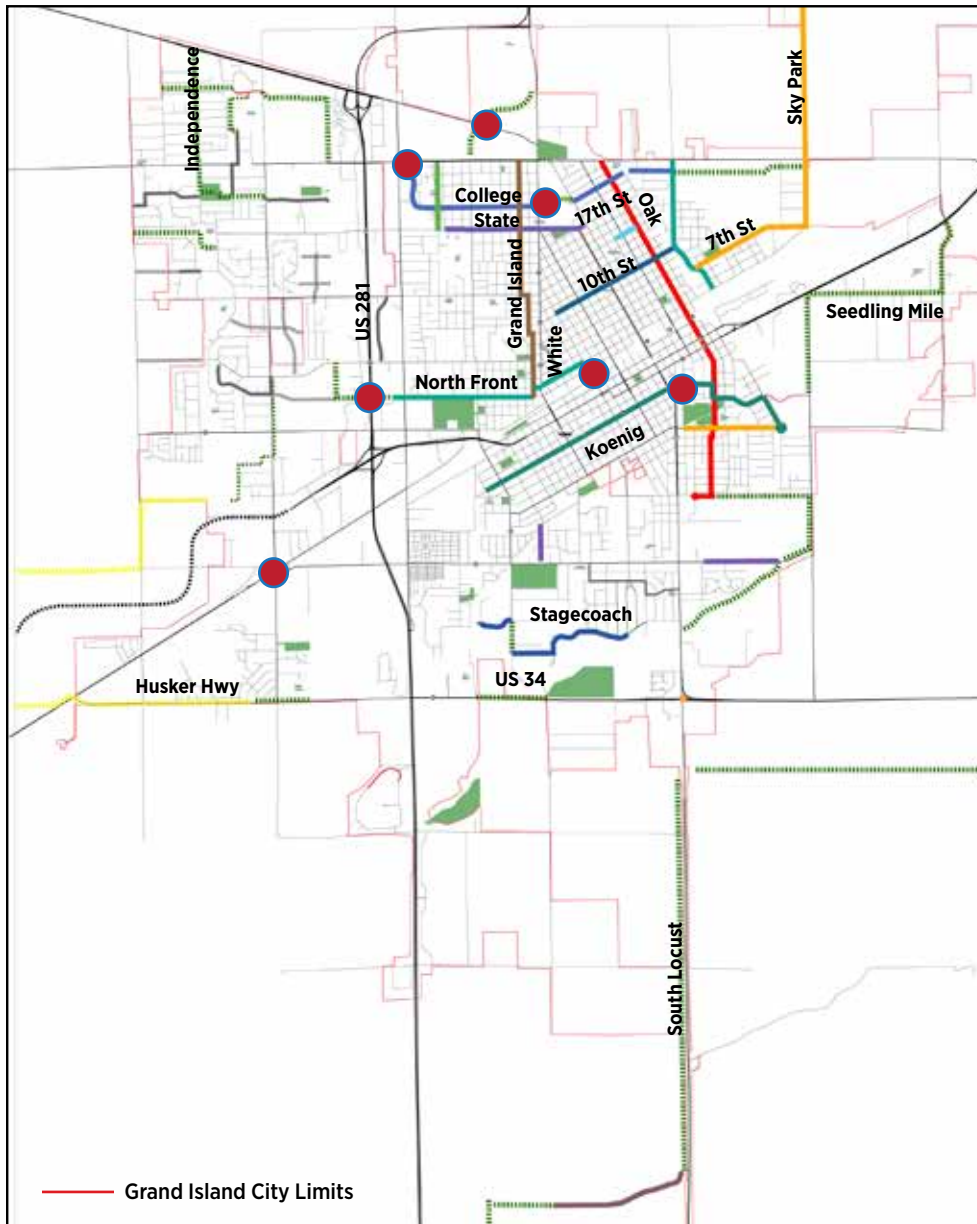 Independence
Sky Park
College
State
17th St
Oak
7th St
10th St
Grand Island
US 281
Seedling Mile
White
North Front
Koenig
Stagecoach
US 34
Husker Hwy
South Locust
Grand Island City Limits